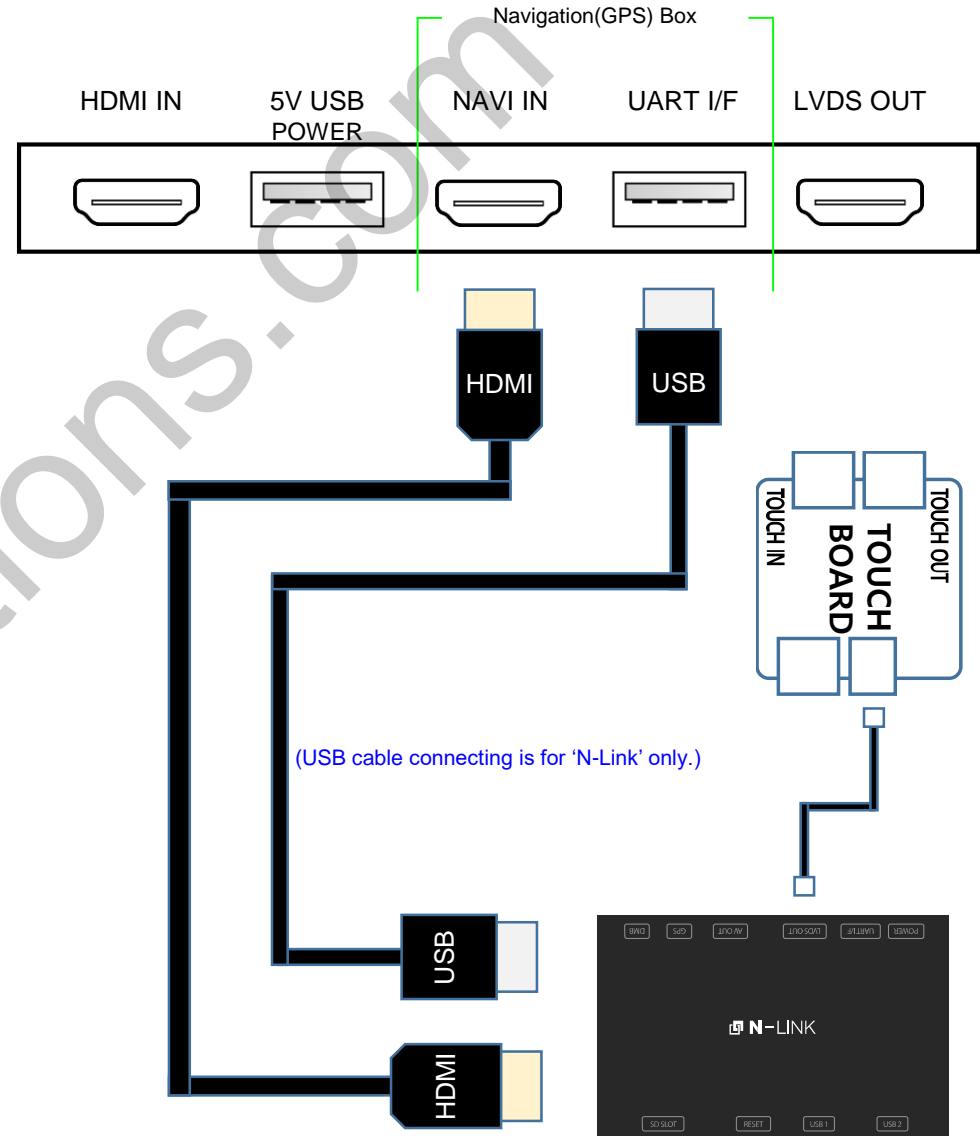 Navigation(GPS) Box
HDMI IN
5V USB
POWER
NAVI IN
UART I/F
LVDS OUT
HDMI
USB
TOUCH IN
TOUCH
BOARD
TOUCH OUT
(USB cable connecting is for ‘N-Link’ only.)
USB
HDMI
DMB
GPS
AV OUT
LVDS OUT
UART I/F
POWER
N-LINK
SD SLOT
RESET
USB 1
USB 2
ions.com